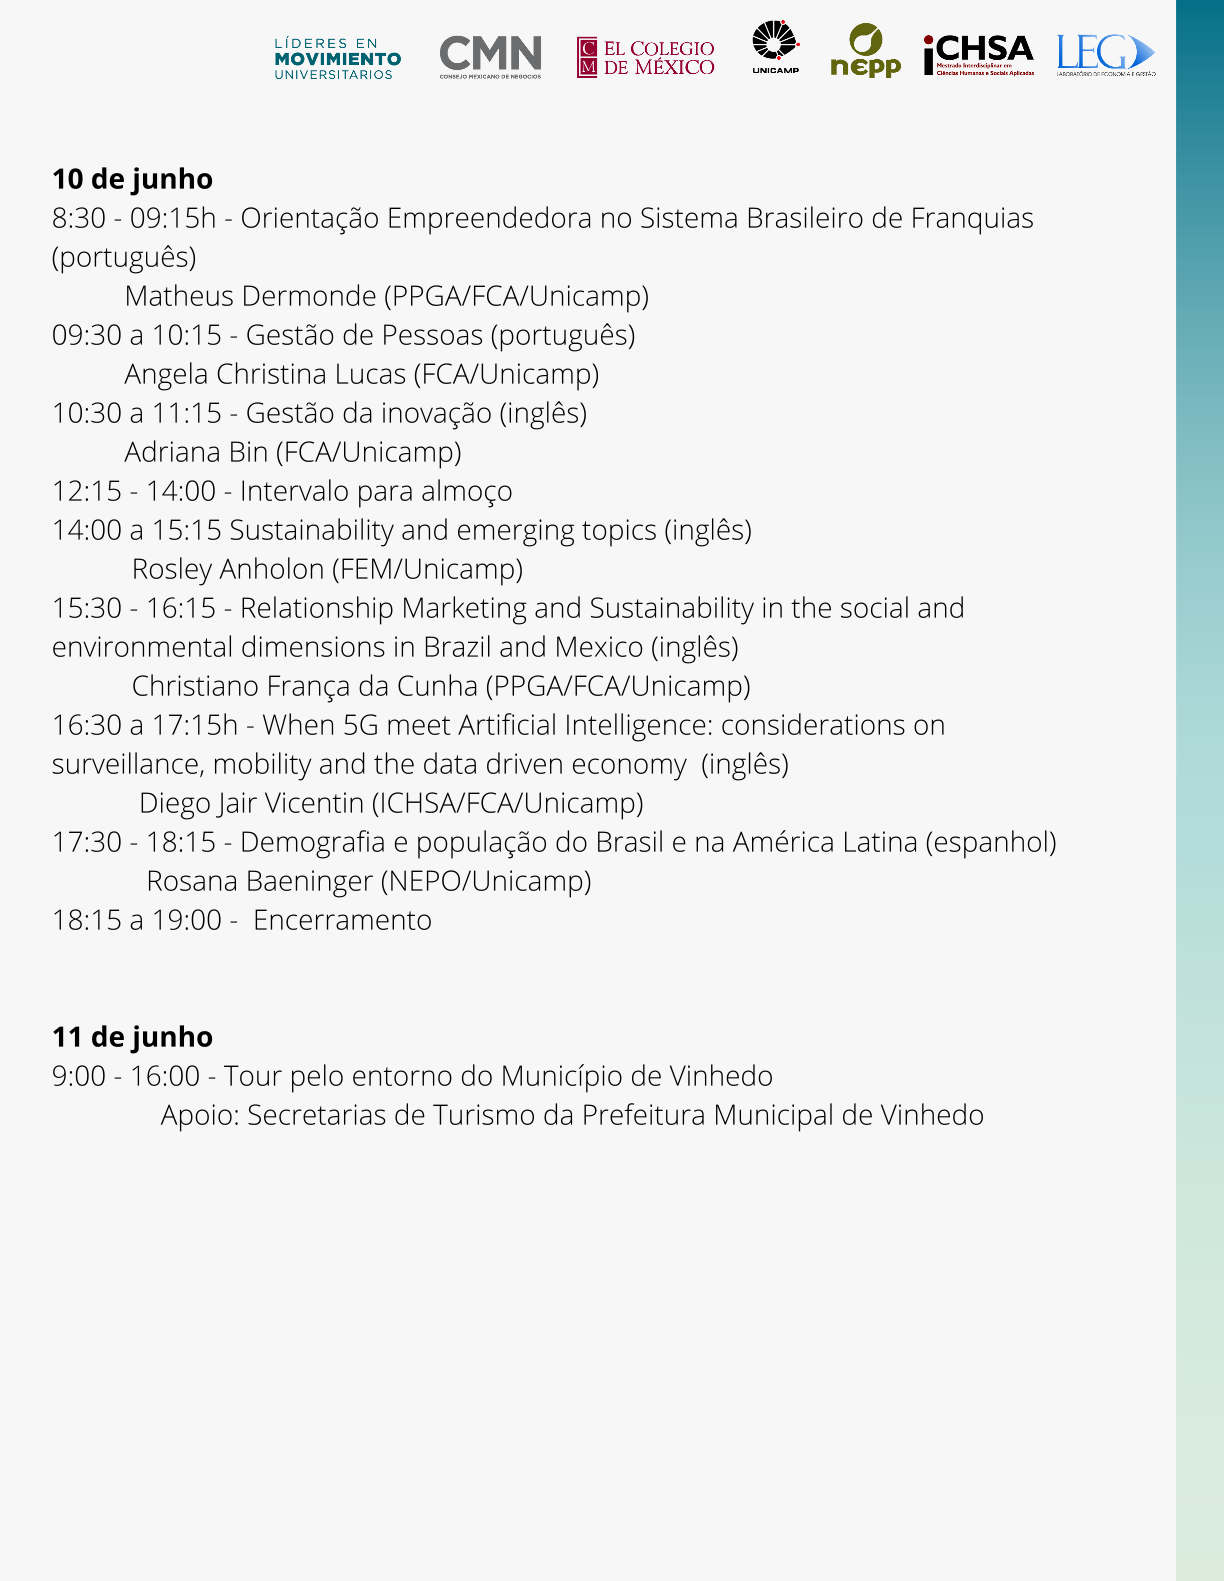 LÍDERES EN
MOVIMIENTO
UNIVERSITARIOS
CMN
CONSEJO MEXICANO DE NEGOCIOS
C
M
EL COLEGIO
DE MÉXICO
UNICAMP
nepp
iCHSA
Mestrado Interdisciplinar em
Ciências Humanas e Sociais Aplicadas
LEG
LABORATÓRIO DE ECONOMIA E GESTÃO
10 de junho
8:30 - 09:15h - Orientação Empreendedora no Sistema Brasileiro de Franquias
(português)
Matheus Dermonde (PPGA/FCA/Unicamp)
09:30 a 10:15 - Gestão de Pessoas (português)
Angela Christina Lucas (FCA/Unicamp)
10:30 a 11:15 - Gestão da inovação (inglês)
Adriana Bin (FCA/Unicamp)
12:15 - 14:00 - Intervalo para almoço
14:00 a 15:15 Sustainability and emerging topics (inglês)
Rosley Anholon (FEM/Unicamp)
15:30 - 16:15 - Relationship Marketing and Sustainability in the social and
environmental dimensions in Brazil and Mexico (inglês)
Christiano França da Cunha (PPGA/FCA/Unicamp)
16:30 a 17:15h - When 5G meet Artificial Intelligence: considerations on
surveillance, mobility and the data driven economy  (inglês)
Diego Jair Vicentin (ICHSA/FCA/Unicamp)
17:30 - 18:15 - Demografia e população do Brasil e na América Latina (espanhol)
Rosana Baeninger (NEPO/Unicamp)
18:15 a 19:00 -  Encerramento
11 de junho
9:00 - 16:00 - Tour pelo entorno do Município de Vinhedo
Apoio: Secretarias de Turismo da Prefeitura Municipal de Vinhedo